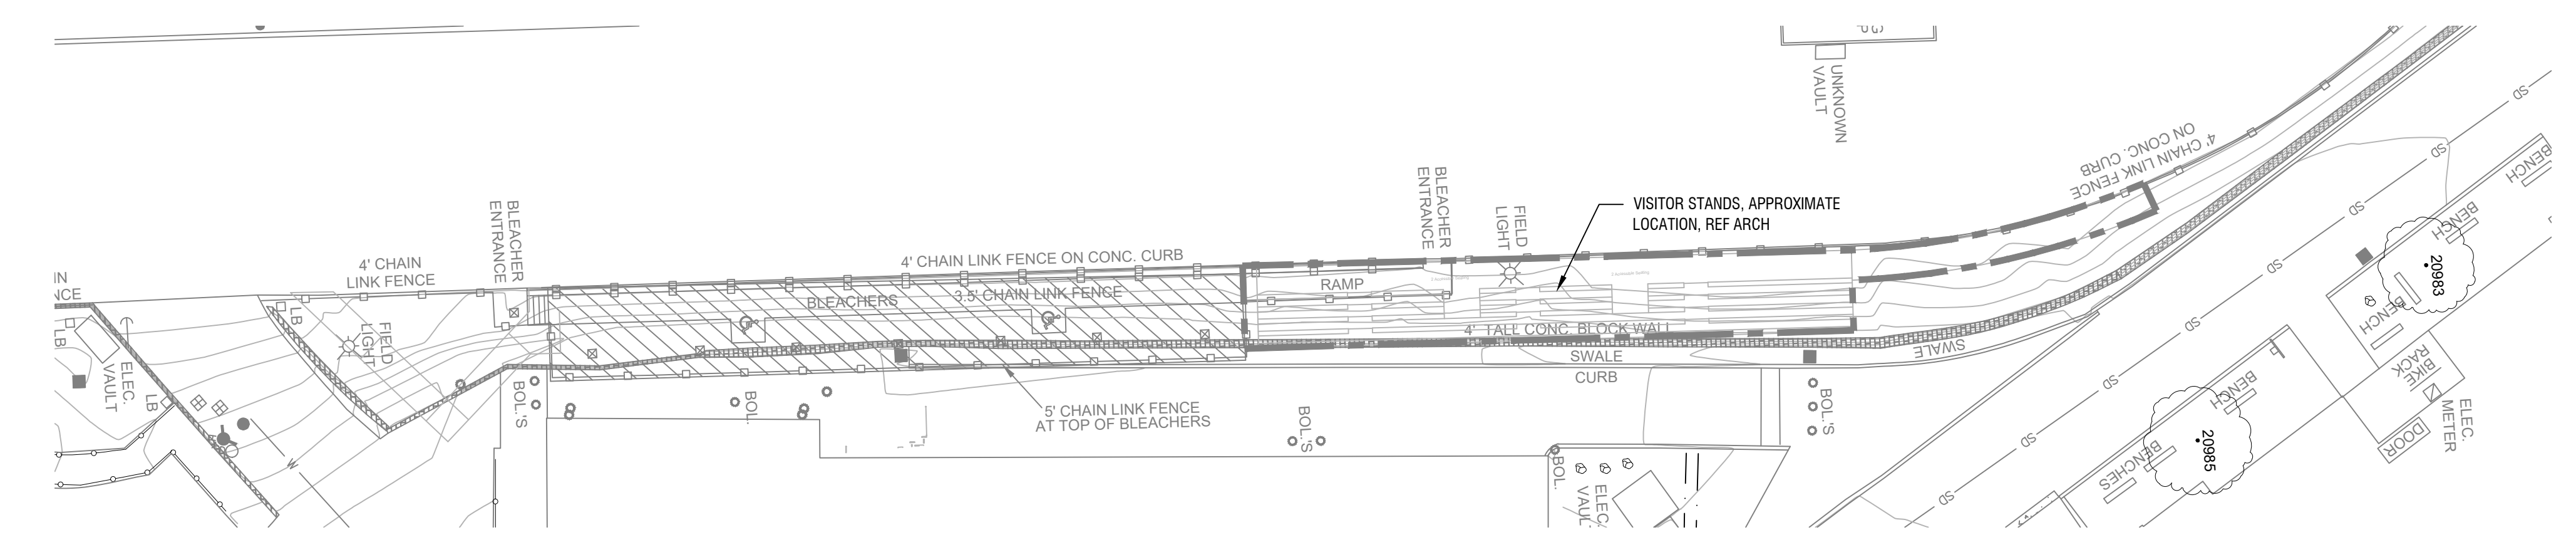 UNKNOWN
VAULT
SD
4' CHAIN LINK FENCE
ON CONC. CURB
SD
BENCH
BENCH
BLEACHER
ENTRANCE
FIELD
LIGHT
VISITOR STANDS, APPROXIMATE
LOCATION, REF ARCH
BLEACHER
ENTRANCE
SD
BENCH
BENCH
20983
4' CHAIN LINK FENCE ON CONC. CURB
4' CHAIN
LINK FENCE
SD
RAMP
BLEACHERS
3.5' CHAIN LINK FENCE
LB
FIELD
LIGHT
LB
ELEC.
VAULT
LB
4' TALL CONC. BLOCK WALL
SWALE
SWALE
CURB
SD
BENCH
BIKE
RACK
BENCH
SD
BOL.'S
BOL.
5' CHAIN LINK FENCE
AT TOP OF BLEACHERS
BOL.'S
BOL.'S
ELEC.
METER
DOOR
W
SD
BENCHES
20985
BOL.
ELEC.
SD